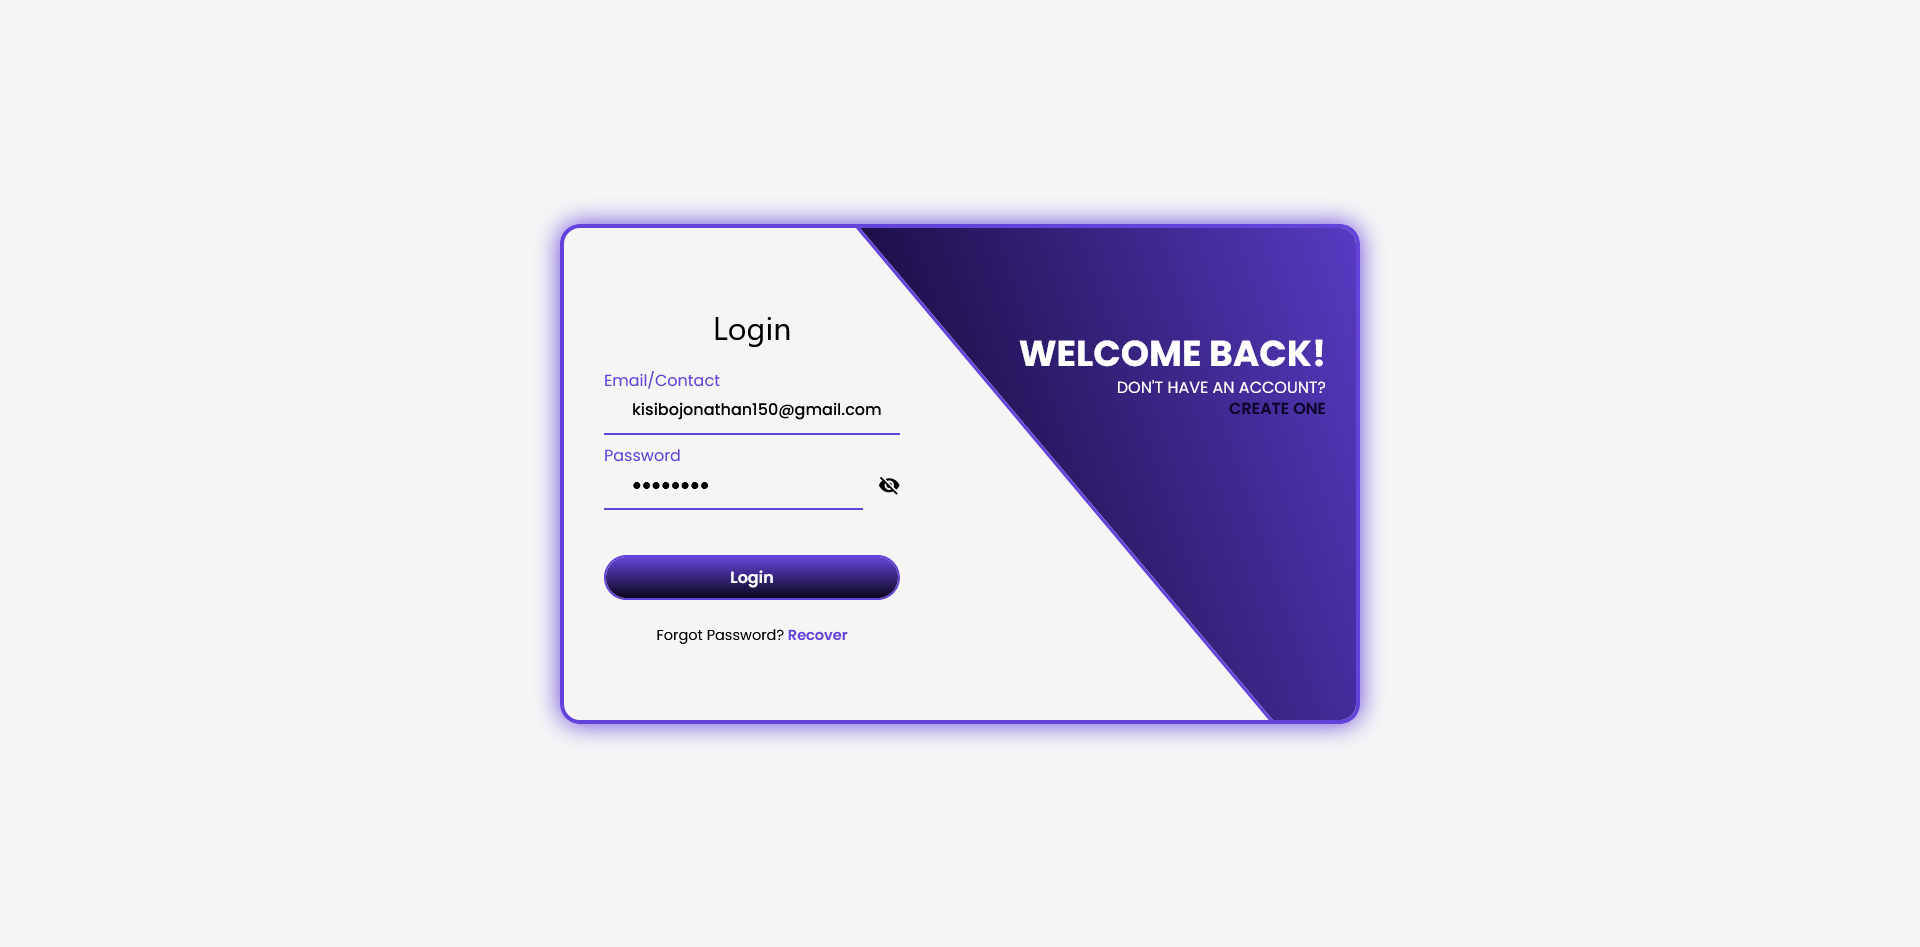 Login
Email/Contact
kisibojonathan150@gmail.com
Password
••••••••
Login
Forgot Password? Recover
WELCOME BACK!
DON'T HAVE AN ACCOUNT?
CREATE ONE